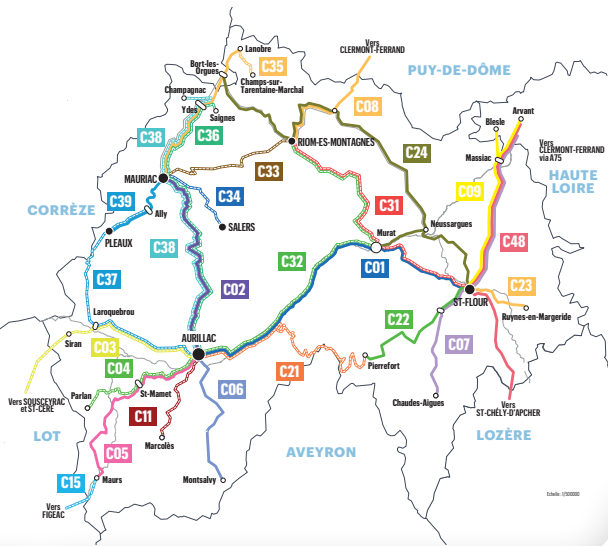 Vers
CLERMONT-FERRAND
Lanobre
Bort-les-
Orgues
C35
PUY-DE-DÔME
Champs-sur-
Tarentaine-Marchal
Champagnac
Ydes
Saignes
C08
Blesle
Arvant
C38
C36
RIOM-ES-MONTAGNES
C24
Vers
CLERMONT-FERRAND
via A75
Massiac
MAURIAC
C33
HAUTE
LOIRE
C39
C34
C09
CORRÈZE
Ally
C31
PLEAUX
SALERS
Neussargues
Murat
C48
C38
C32
C01
C37
C02
ST-FLOUR
C23
Laroquebrou
C22
Ruynes-en-Margeride
AURILLAC
Siran
C03
C07
C04
Pierrefort
C21
Parlan
St-Mamet
C06
Chaudes-Aigues
Vers SOUSCEYRAC
et ST-CÉRÉ
C11
Vers
ST-CHÉLY-D'APCHER
LOT
Marcolès
LOZÈRE
C05
AVEYRON
C15
Maurs
Montsalvy
Echelle: 1/500000
Vers
FIGEAC